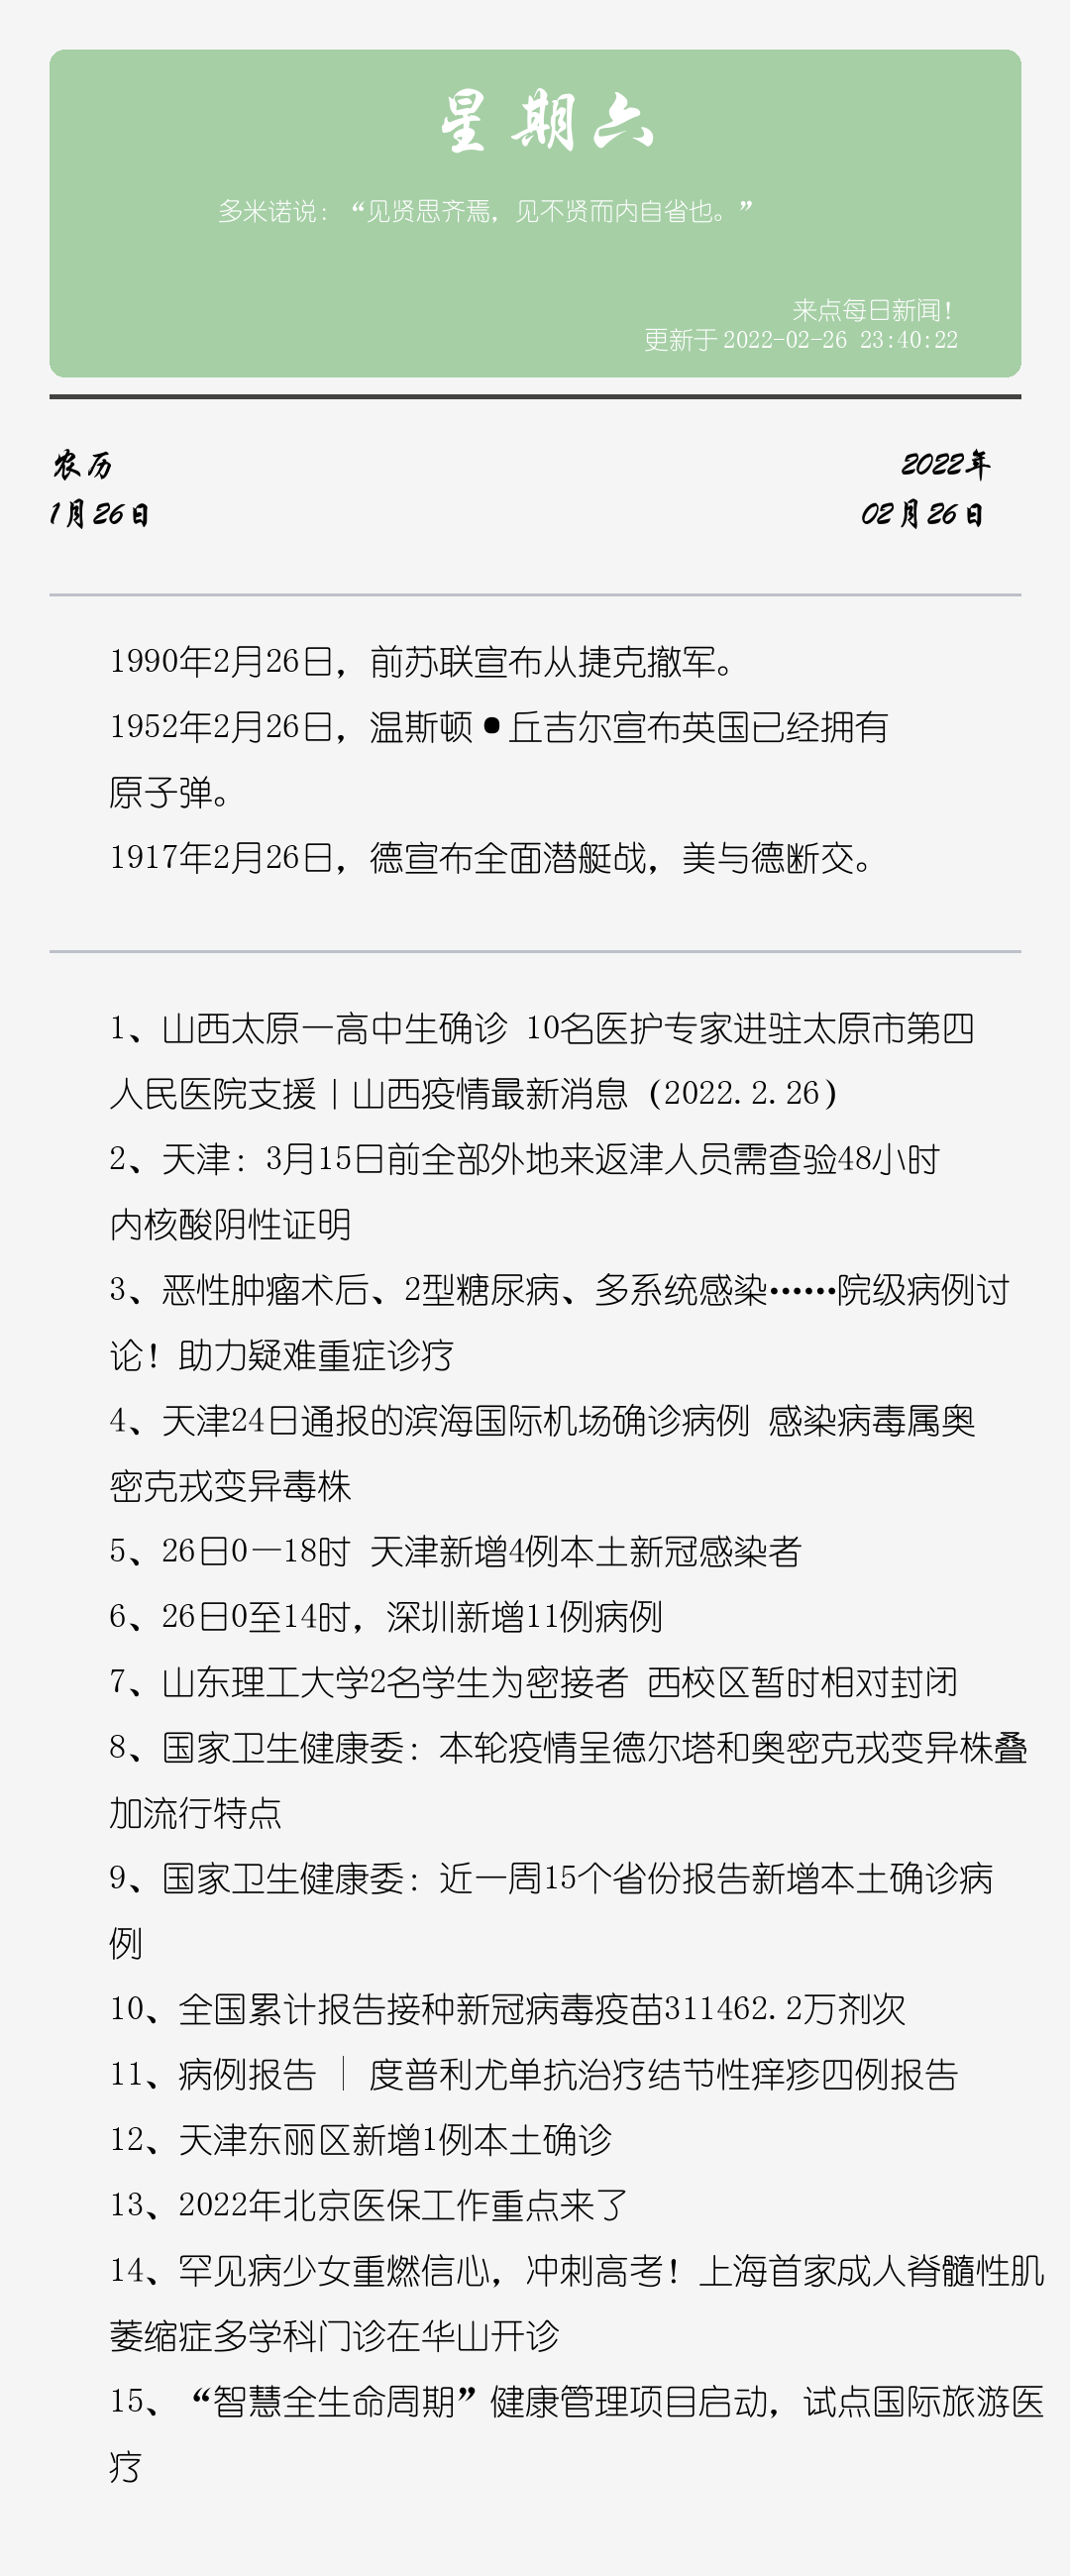 星期六
多米诺说：“见贤思齐焉，见不贤而内自省也。”
来点每日新闻！
更新于 2022-02-26 23:40:22
农历
1月26日
2022年
02月26日
1990年2月26日，前苏联宣布从捷克撤军。
1952年2月26日，温斯顿•丘吉尔宣布英国已经拥有
原子弹。
1917年2月26日，德宣布全面潜艇战，美与德断交。
1、山西太原一高中生确诊 10名医护专家进驻太原市第四
人民医院支援丨山西疫情最新消息（2022.2.26）
2、天津：3月15日前全部外地来返津人员需查验48小时
内核酸阴性证明
3、恶性肿瘤术后、2型糖尿病、多系统感染……院级病例讨
论！助力疑难重症诊疗
4、天津24日通报的滨海国际机场确诊病例 感染病毒属奥
密克戎变异毒株
5、26日0—18时 天津新增4例本土新冠感染者
6、26日0至14时，深圳新增11例病例
7、山东理工大学2名学生为密接者 西校区暂时相对封闭
8、国家卫生健康委：本轮疫情呈德尔塔和奥密克戎变异株叠
加流行特点
9、国家卫生健康委：近一周15个省份报告新增本土确诊病
例
10、全国累计报告接种新冠病毒疫苗311462.2万剂次
11、病例报告 │ 度普利尤单抗治疗结节性痒疹四例报告
12、天津东丽区新增1例本土确诊
13、2022年北京医保工作重点来了
14、罕见病少女重燃信心，冲刺高考！上海首家成人脊髓性肌
萎缩症多学科门诊在华山开诊
15、“智慧全生命周期”健康管理项目启动，试点国际旅游医
疗